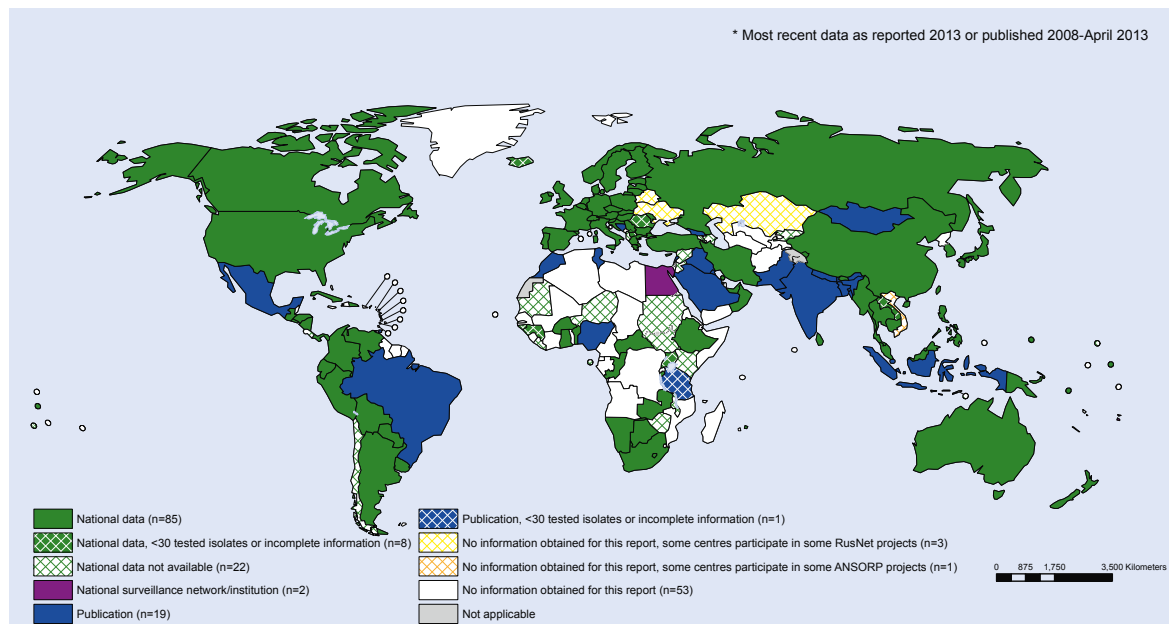 * Most recent data as reported 2013 or published 2008-April 2013
National data (n=85)
National data, <30 tested isolates or incomplete information (n=8)
National data not available (n=22)
National surveillance network/institution (n=2)
Publication (n=19)
Publication, <30 tested isolates or incomplete information (n=1)
No information obtained for this report, some centres participate in some RusNet projects (n=3)
No information obtained for this report, some centres participate in some ANSORP projects (n=1)
No information obtained for this report (n=53)
Not applicable
0 875 1,750 3,500 Kilometers